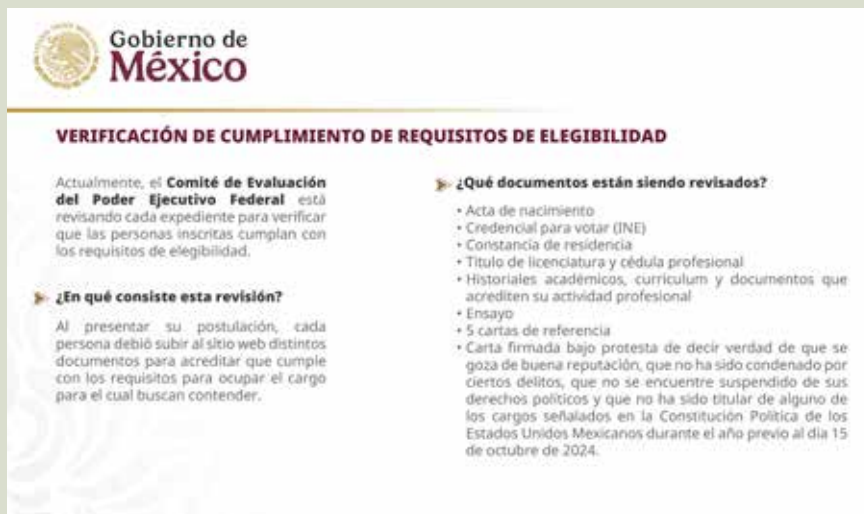 Gobierno de
México
VERIFICACIÓN DE CUMPLIMIENTO DE REQUISITOS DE ELEGIBILIDAD
Actualmente, el Comité de Evaluación
del Poder Ejecutivo Federal está
revisando cada expediente para verificar
que las personas inscritas cumplan con
los requisitos de elegibilidad.
¿En qué consiste esta revisión?
Al presentar su postulación, cada
persona debió subir al sitio web distintos
documentos para acreditar que cumple
con los requisitos para ocupar el cargo
para el cual buscan contender.
¿Qué documentos están siendo revisados?
• Acta de nacimiento
• Credencial para votar (INE)
• Constancia de residencia
• Titulo de licenciatura y cédula profesional
• Historiales académicos, curriculum y documentos que
acrediten su actividad profesional
• Ensayo
• 5 cartas de referencia
• Carta firmada bajo protesta de decir verdad de que se
goza de buena reputación, que no ha sido condenado por
ciertos delitos, que no se encuentre suspendido de sus
derechos políticos y que no ha sido titular de alguno de
los cargos señalados en la Constitución Política de los
Estados Unidos Mexicanos durante el año previo al día 15
de octubre de 2024.